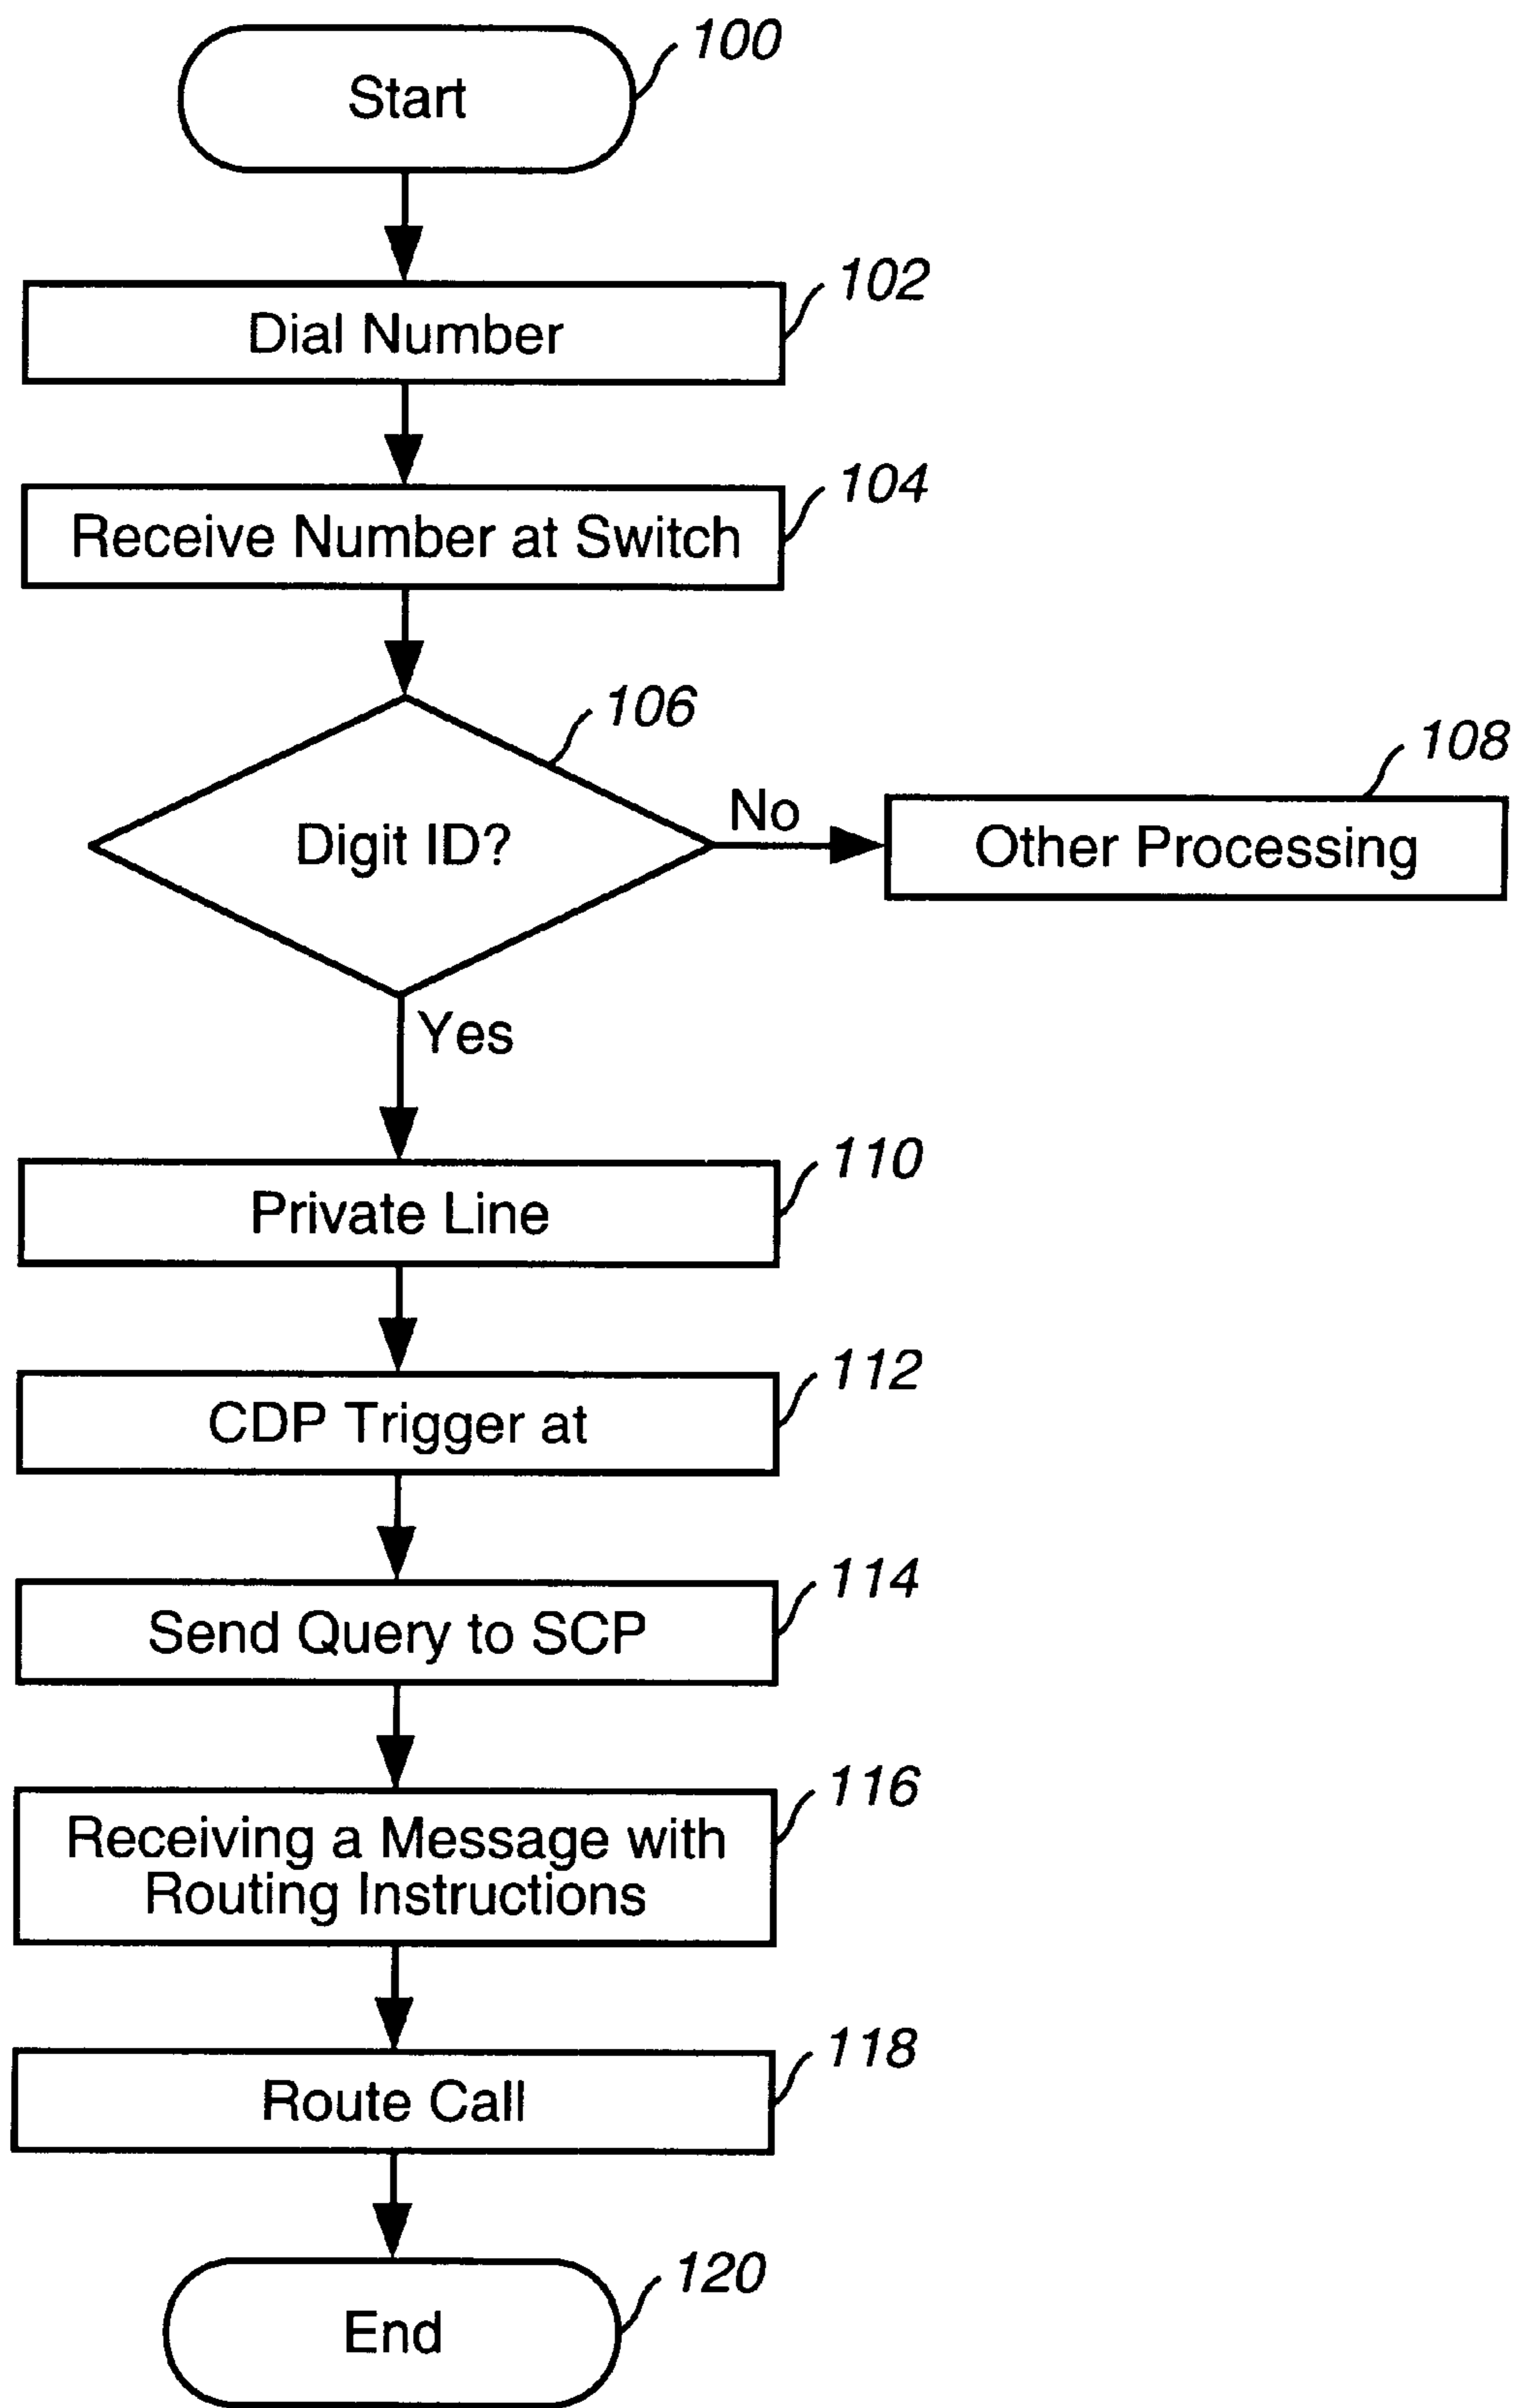 100
Start
102
Dial Number
104
Receive Number at Switch
106
Digit ID?
No
108
Other Processing
Yes
110
Private Line
112
CDP Trigger at
114
Send Query to SCP
116
Receiving a Message with
Routing Instructions
118
Route Call
120
End